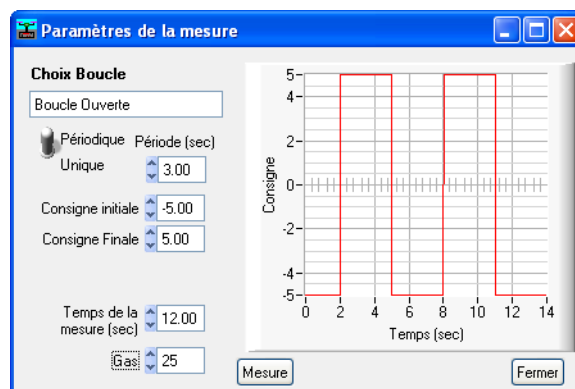 Paramètres de la mesure
Choix Boucle
Boucle Ouverte
Périodique
Unique
Période (sec)
3.00
Consigne initiale -5.00
Consigne Finale 5.00
Temps de la
mesure (sec) 12.00
Gas 25
Consigne
5
4
2
0
-2
-4
-5
0 2 4 6 8 10 12 14
Temps (sec)
Mesure
Fermer